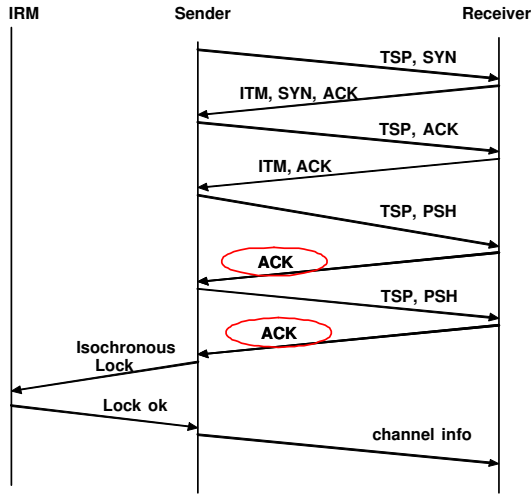 IRM Sender Receiver
TSP, SYN
ITM, SYN, ACK
TSP, ACK
ITM, ACK
TSP, PSH
ACK
TSP, PSH
ACK
Isochronous
Lock
Lock ok
channel info